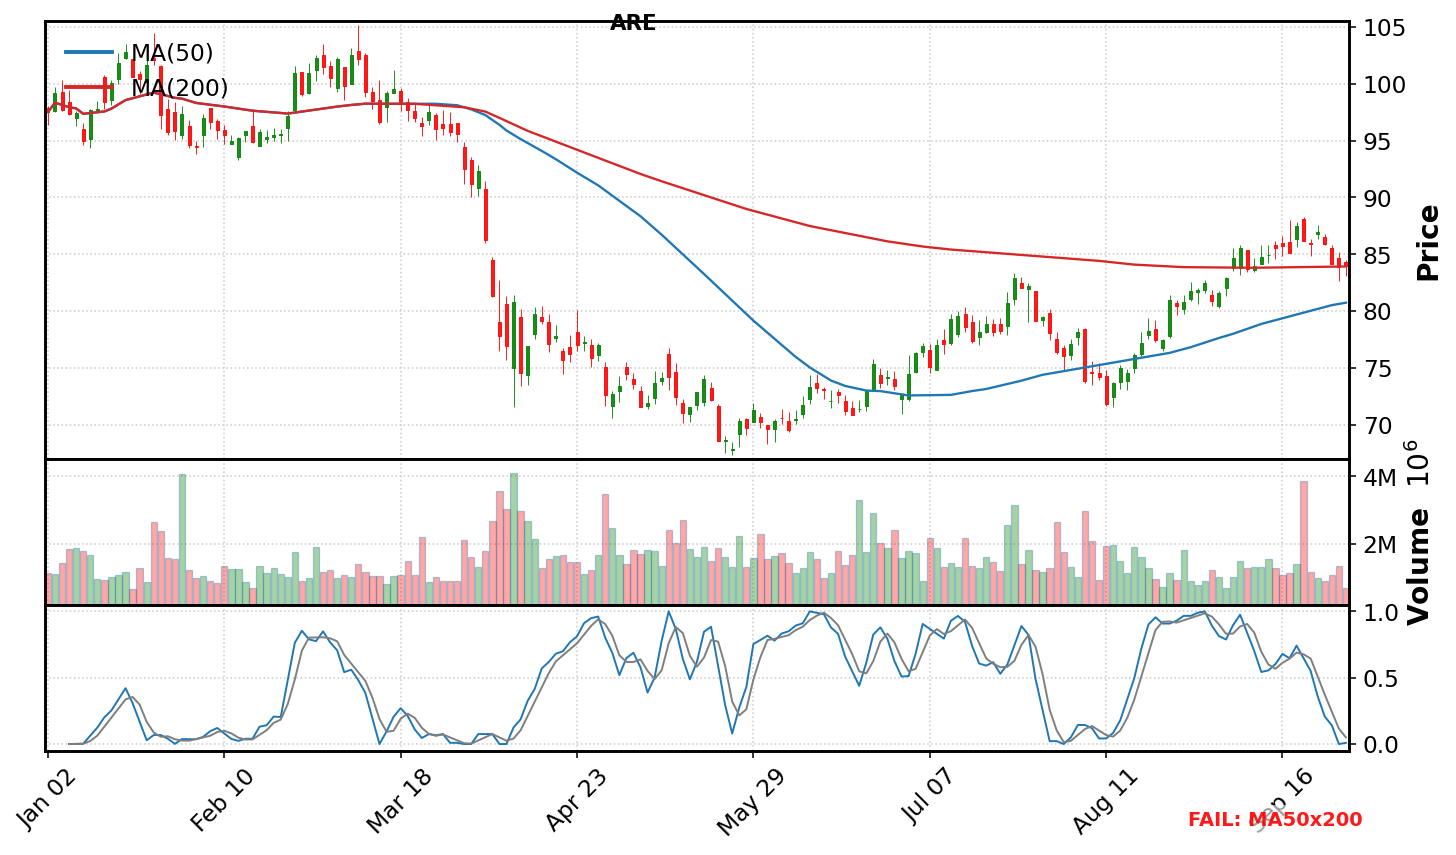 ARE
MA(50)
MA(200)
105
100
95
90
85
80
75
70
Price
4M
2M
Volume 10⁶
1.0
0.5
0.0
Jan 02
Feb 10
Mar 18
Apr 23
May 29
Jul 07
Aug 11
Sep 16
FAIL: MA50x200